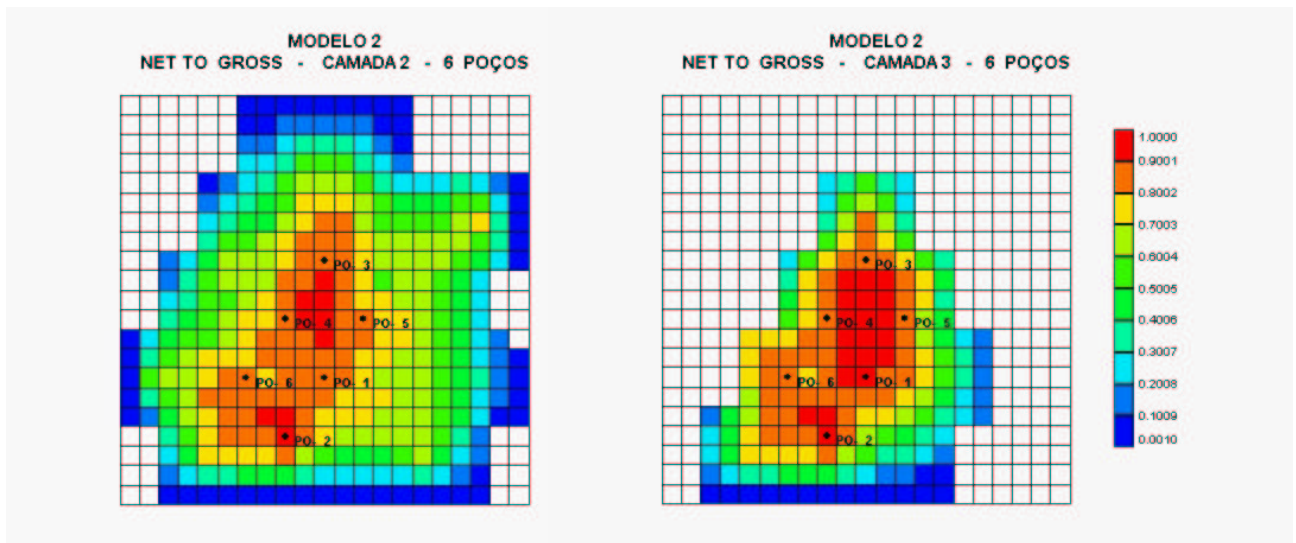 MODELO 2
NET TO GROSS - CAMADA 2 - 6 POÇOS
MODELO 2
NET TO GROSS - CAMADA 3 - 6 POÇOS
PO- 3
PO- 4
PO- 5
PO- 6
PO- 1
PO- 2
PO- 3
PO- 4
PO- 5
PO- 6
PO- 1
PO- 2
1.0000
0.9001
0.8002
0.7003
0.6004
0.5005
0.4006
0.3007
0.2008
0.1009
0.0010